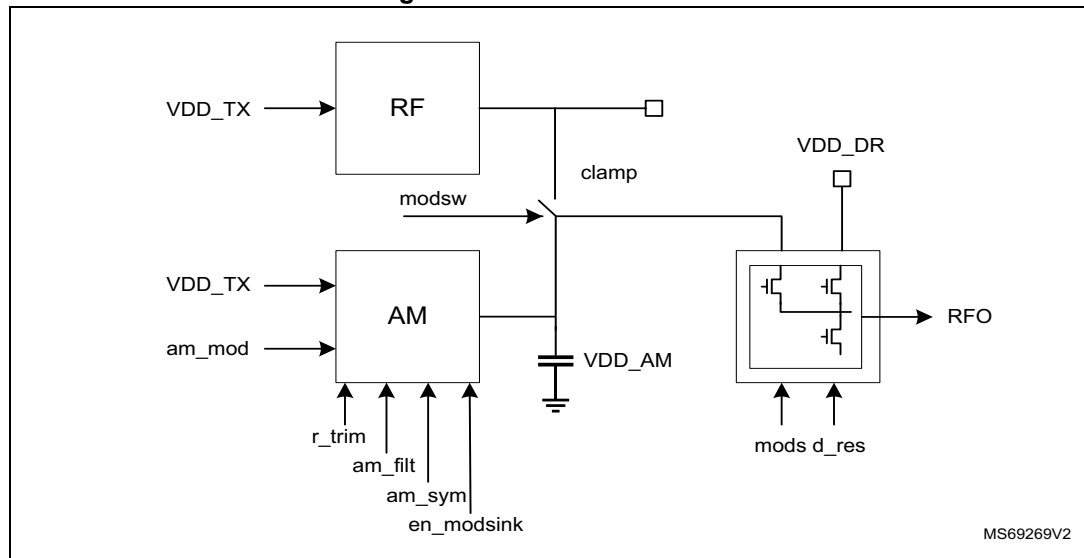 VDD_TX
RF
VDD_DR
clamp
modsw
VDD_TX
AM
am_mod
VDD_AM
RFO
r_trim
am_filt
am_sym
en_modsink
mods d_res
MS69269V2